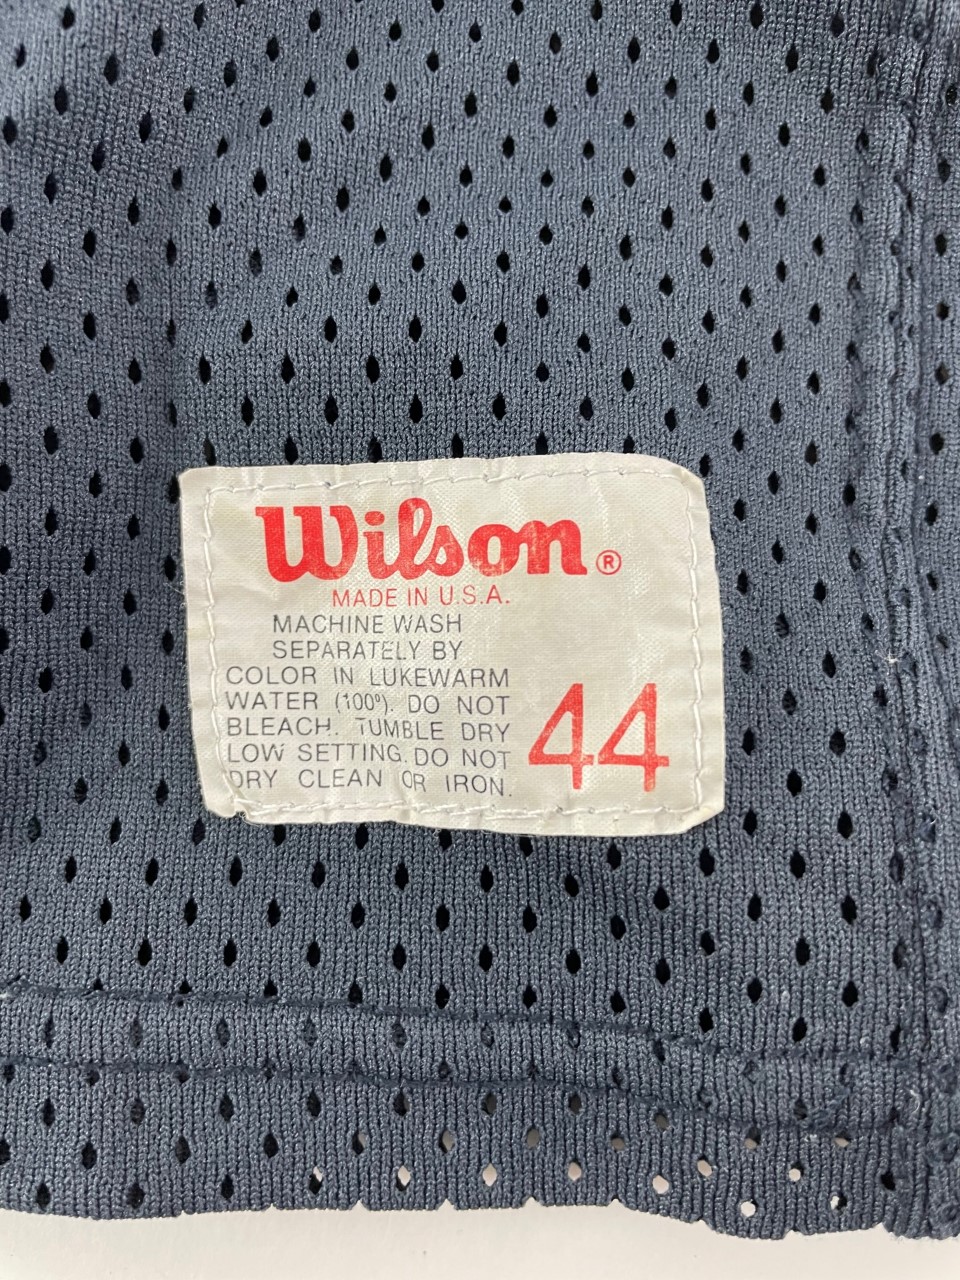 Wilson®
MADE IN U.S.A.
MACHINE WASH
SEPARATELY BY
COLOR IN LUKEWARM
WATER (100°). DO NOT
BLEACH. TUMBLE DRY
LOW SETTING. DO NOT
DRY CLEAN OR IRON.
44